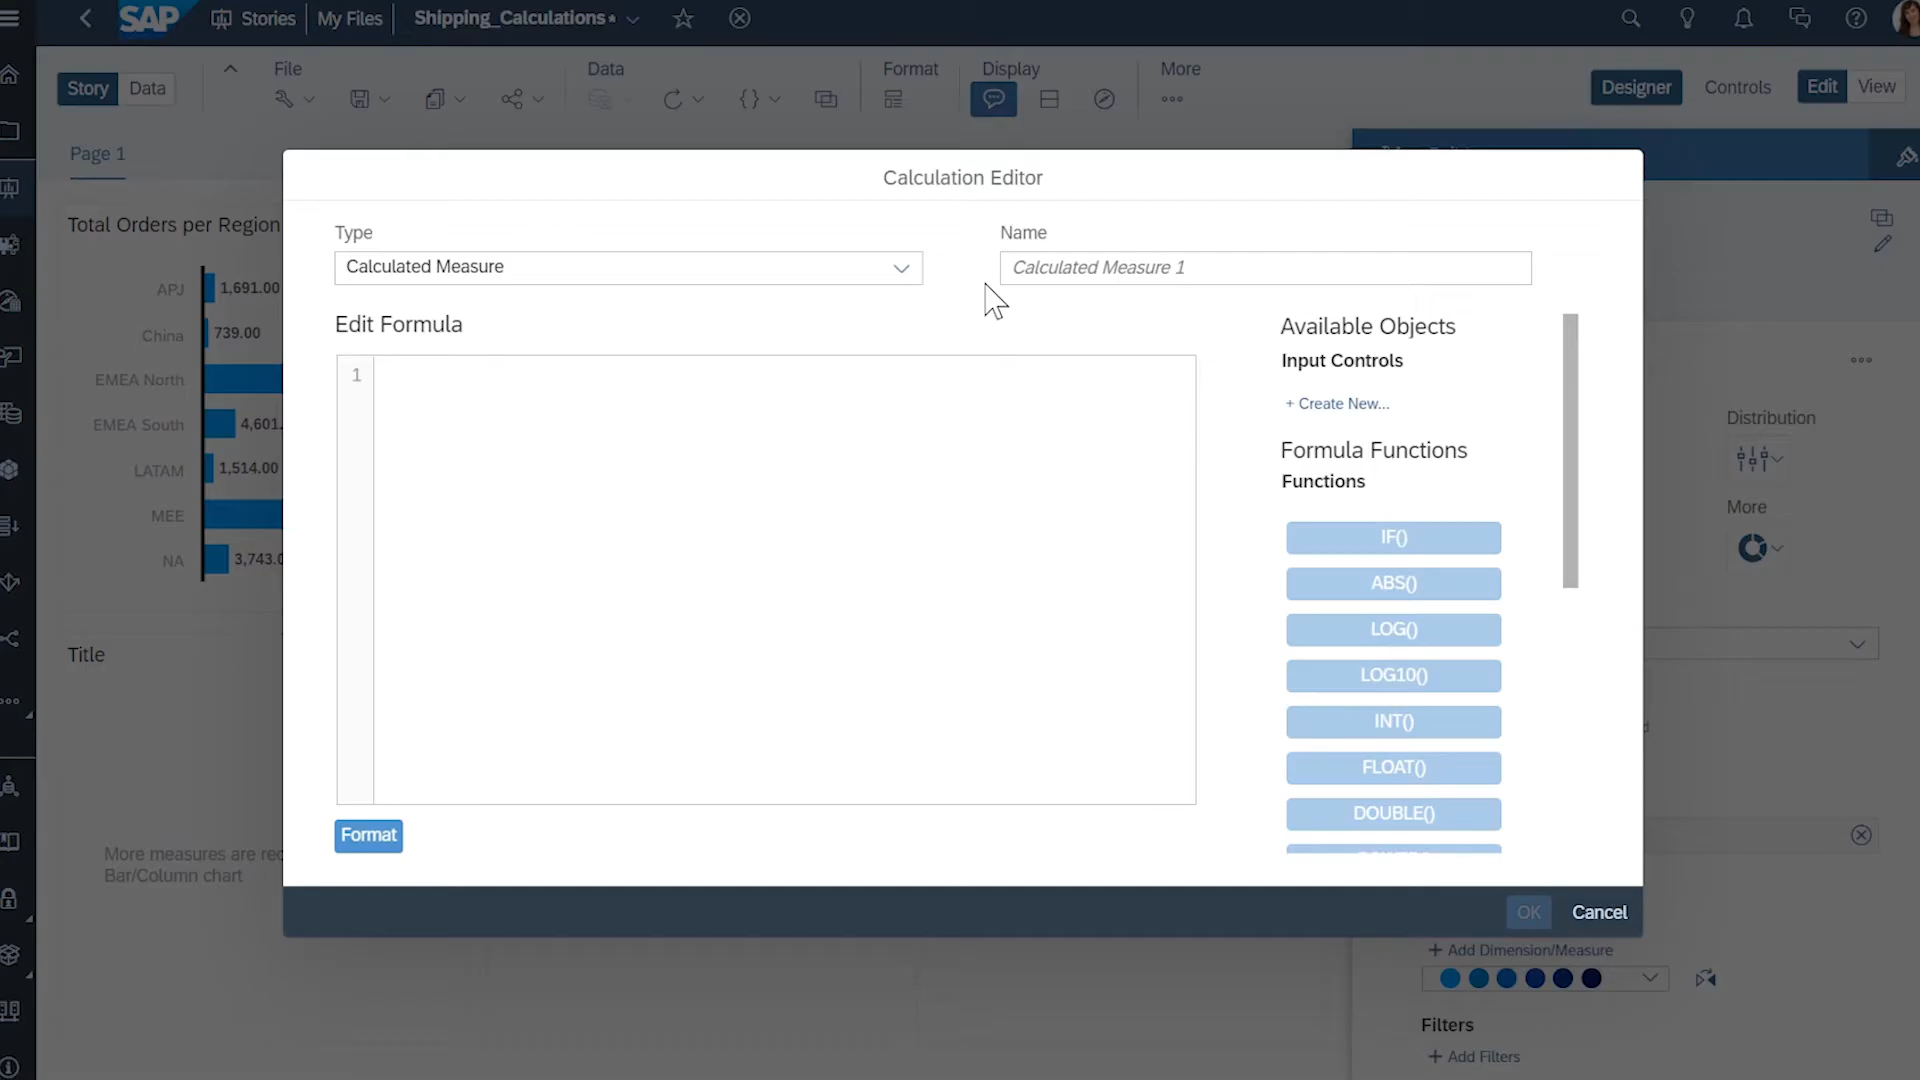 SAP
Stories
My Files
Shipping_Calculations*
Story
Data
File
Data
Format
Display
More
Designer
Controls
Edit
View
Page 1
Calculation Editor
Type
Name
Calculated Measure
Calculated Measure 1
Edit Formula
1
Format
Available Objects
Input Controls
+ Create New...
Formula Functions
Functions
IF()
ABS()
LOG()
LOG10()
INT()
FLOAT()
DOUBLE()
OK
Cancel
Total Orders per Region
APJ 1,691.00
China 739.00
EMEA North
EMEA South 4,601.
LATAM 1,514.00
MEE
NA 3,743.0
Title
More measures are rec
Bar/Column chart
Distribution
More
+ Add Dimension/Measure
Filters
+ Add Filters